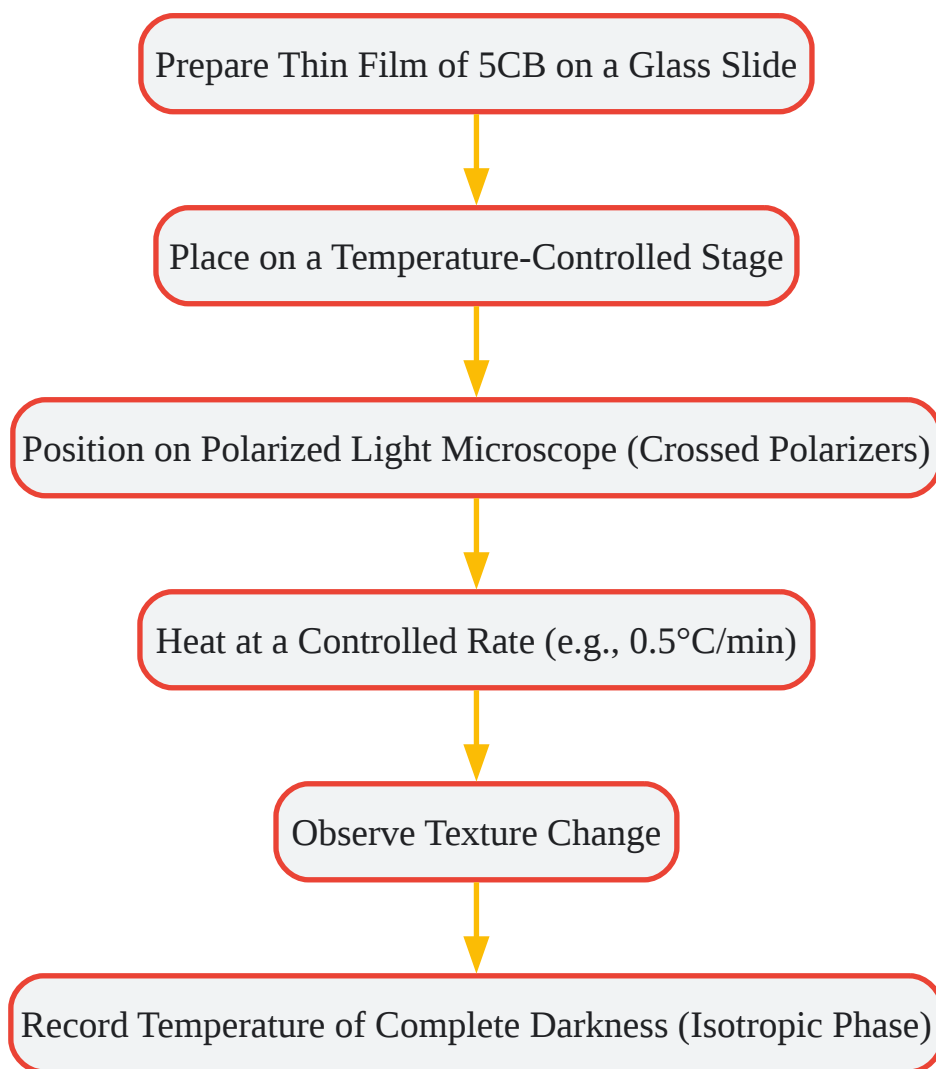 Prepare Thin Film of 5CB on a Glass Slide
Place on a Temperature-Controlled Stage
Position on Polarized Light Microscope (Crossed Polarizers)
Heat at a Controlled Rate (e.g., 0.5°C/min)
Observe Texture Change
Record Temperature of Complete Darkness (Isotropic Phase)